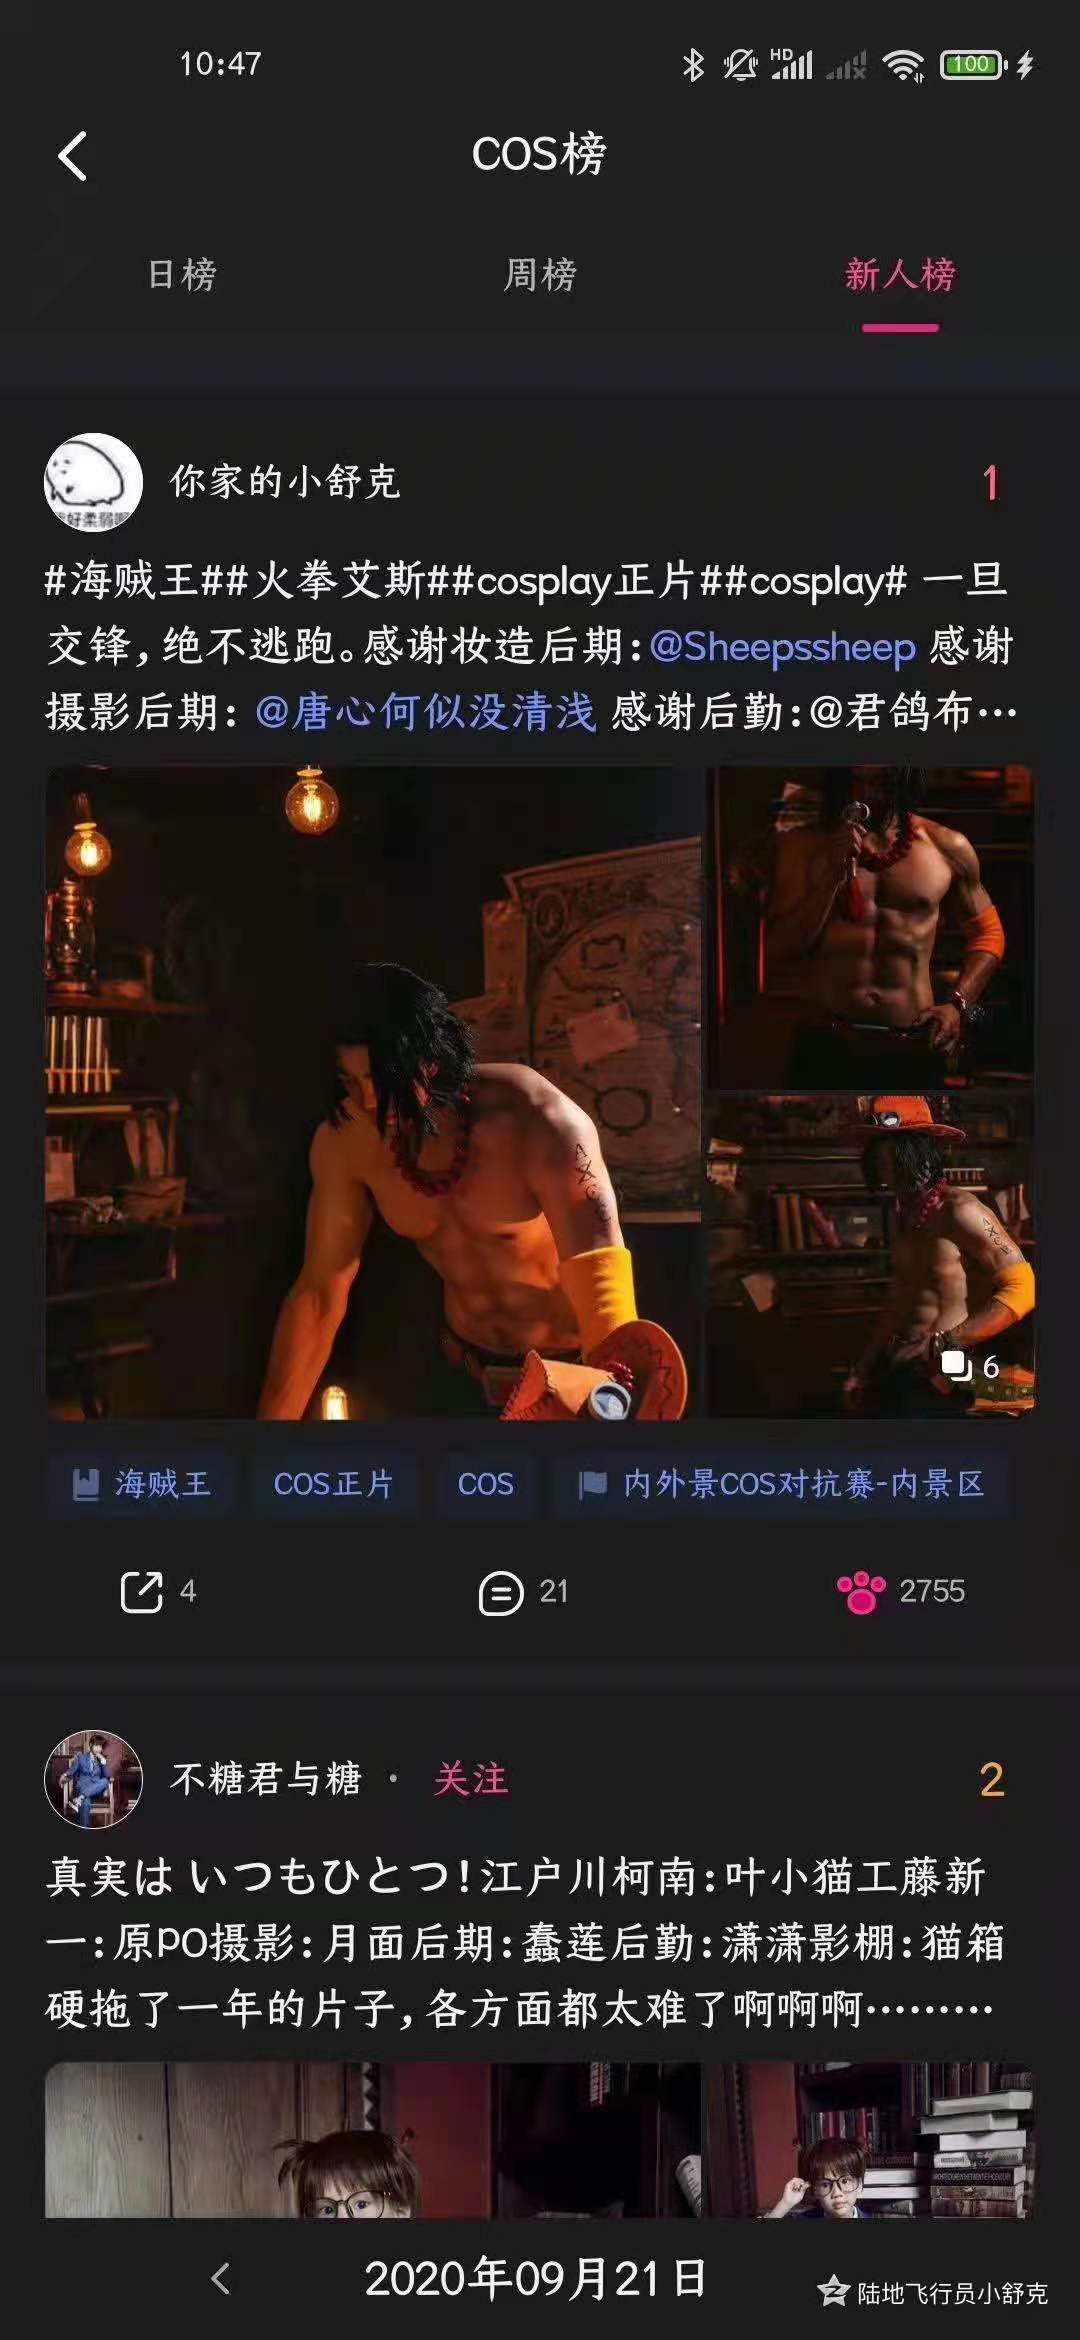 10:47
HD
100
COS榜
日榜 周榜 新人榜
好柔弱啊
你家的小舒克 1
#海贼王##火拳艾斯##cosplay正片##cosplay# 一旦
交锋,绝不逃跑。感谢妆造后期:@Sheepssheep 感谢
摄影后期: @唐心何似没清浅 感谢后勤:@君鸽布…
6
海贼王 COS正片 COS 内外景COS对抗赛-内景区
4 21 2755
不糖君与糖 · 关注 2
真実は いつもひとつ!江户川柯南:叶小猫工藤新
一:原PO摄影:月面后期:蠢莲后勤:潇潇影棚:猫箱
硬拖了一年的片子,各方面都太难了啊啊啊………
2020年09月21日
陆地飞行员小舒克